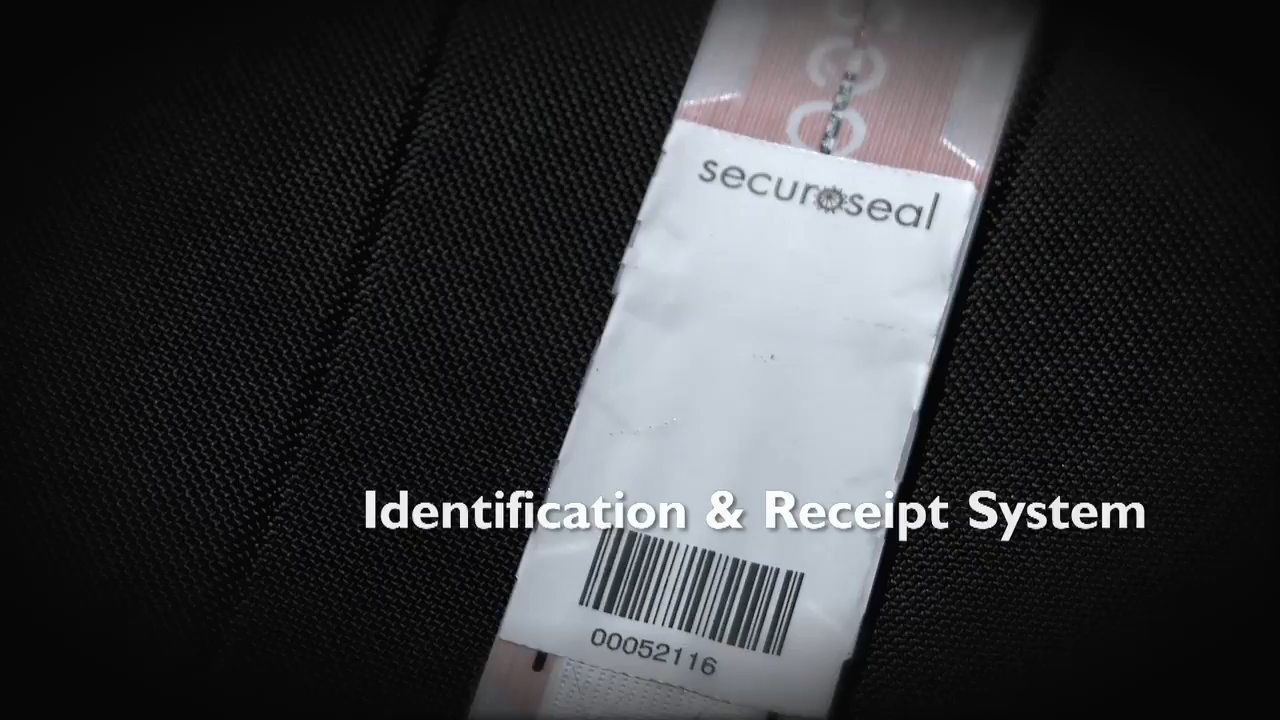 securoseal
Identification & Receipt System
00052116